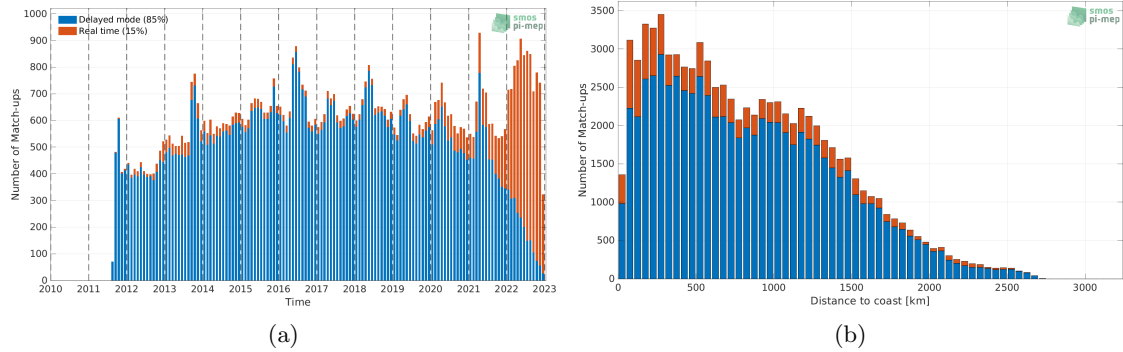 Number of Match-ups
1000
900
800
700
600
500
400
300
200
100
0
Delayed mode (85%)
Real time (15%)
smos
pi-mep
2010 2011 2012 2013 2014 2015 2016 2017 2018 2019 2020 2021 2022 2023
Time
(a)
Number of Match-ups
3500
3000
2500
2000
1500
1000
500
0
smos
pi-mep
0 500 1000 1500 2000 2500 3000
Distance to coast [km]
(b)